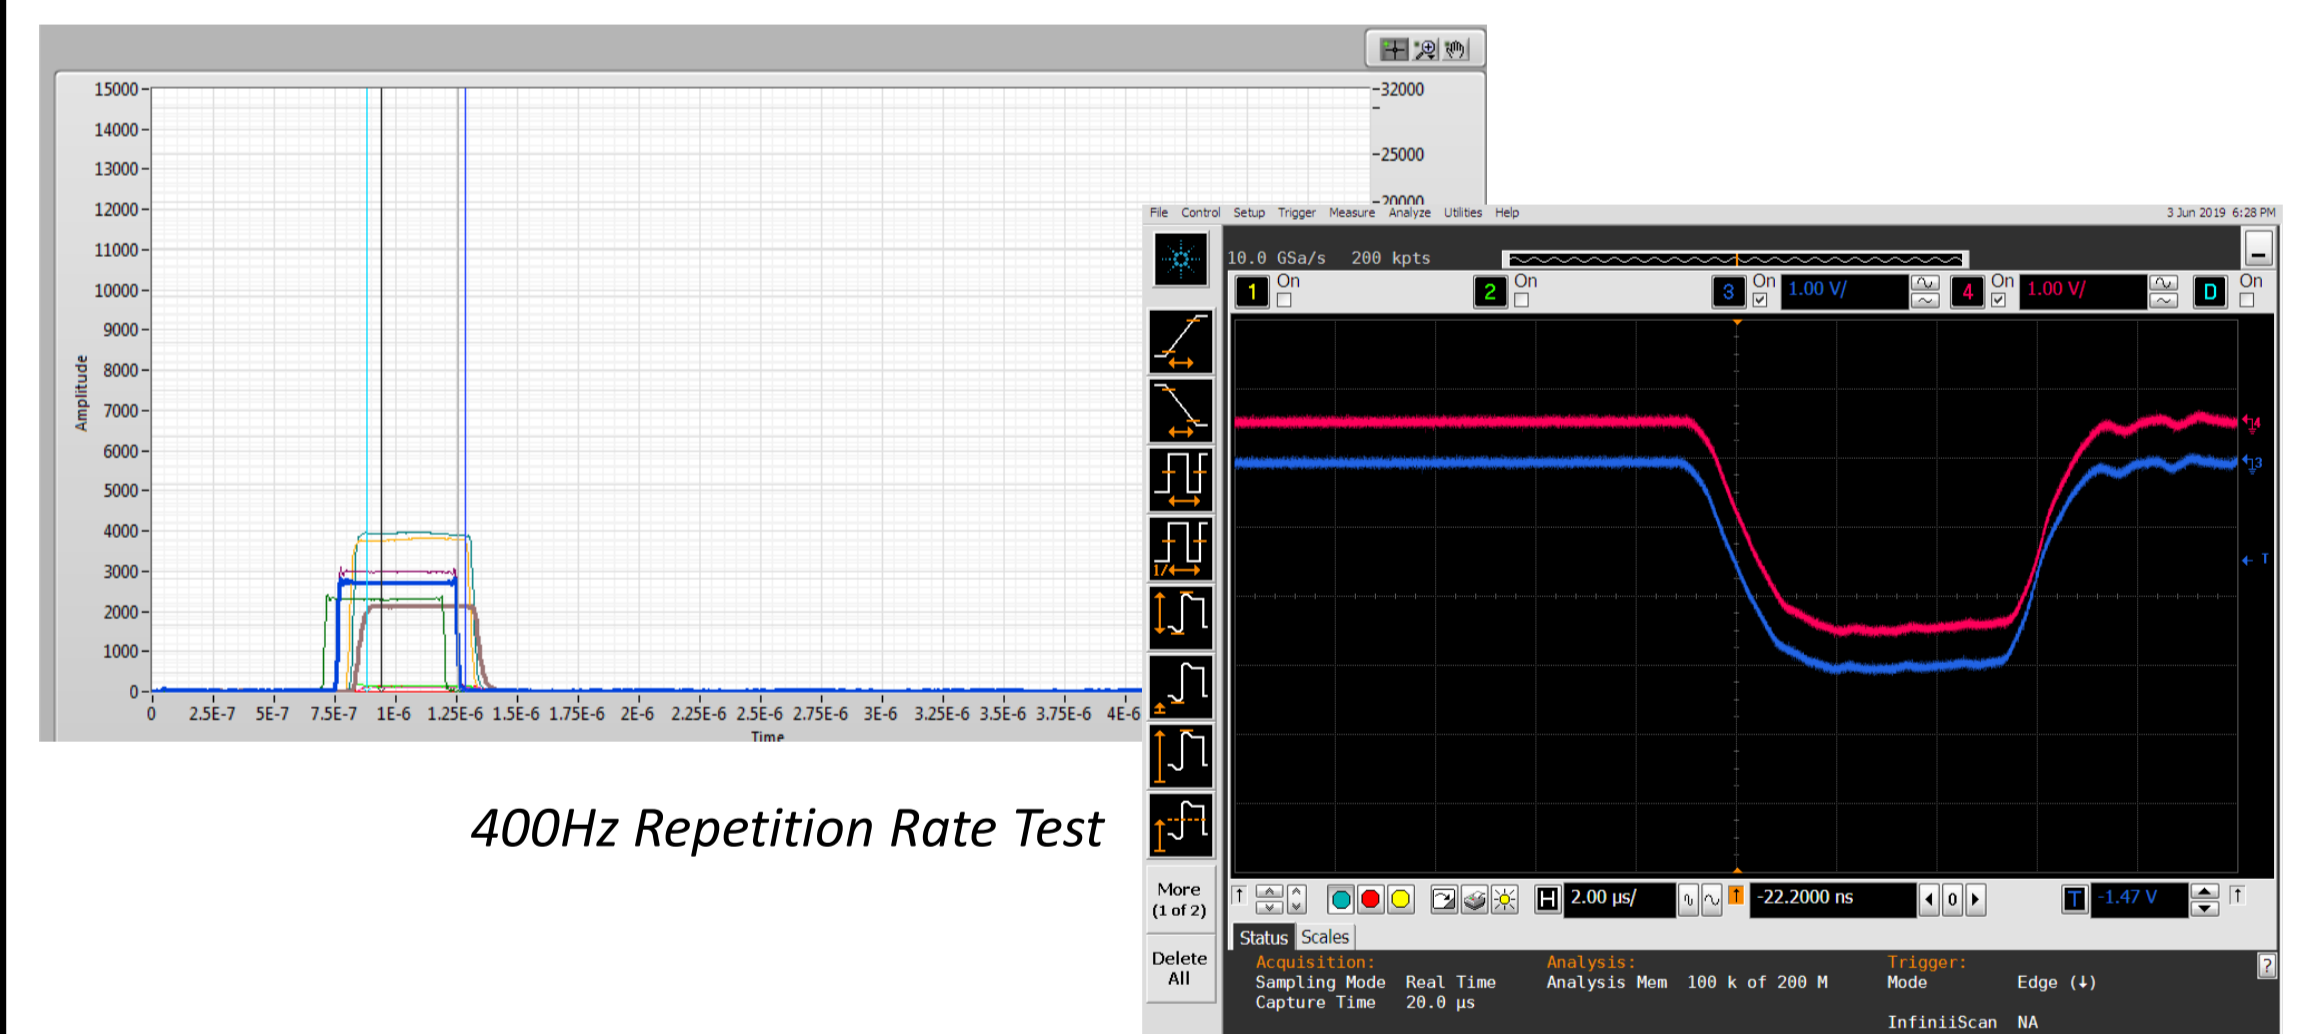 15000
14000
13000
12000
11000
10000
9000
8000
7000
6000
5000
4000
3000
2000
1000
0
Amplitude
0 2.5E-7 5E-7 7.5E-7 1E-6 1.25E-6 1.5E-6 1.75E-6 2E-6 2.25E-6 2.5E-6 2.75E-6 3E-6 3.25E-6 3.5E-6 3.75E-6 4E-6
Time
32000
25000
20000
400Hz Repetition Rate Test
File Control Setup Trigger Measure Analyze Utilities Help 3 Jun 2019 6:28 PM
10.0 GSa/s 200 kpts
1 On 2 On 3 On 1.00 V/ 4 On 1.00 V/ D On
4
3
T
1/
More
(1 of 2)
Delete
All
H 2.00 µs/ -22.2000 ns 0 T -1.47 V
Status Scales
Acquisition: Analysis: Trigger:
Sampling Mode Real Time Analysis Mem 100 k of 200 M Mode Edge (↓)
Capture Time 20.0 µs
InfiniiScan NA
?